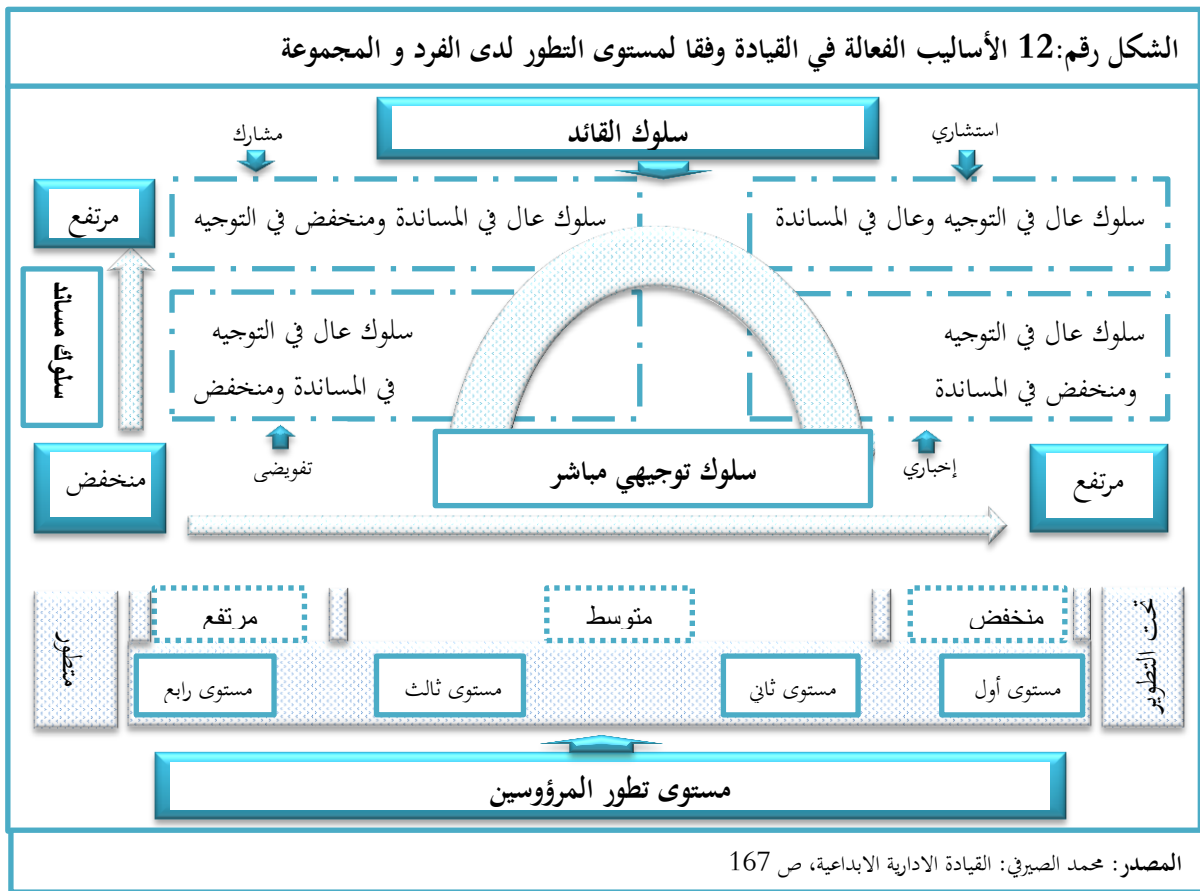 الشكل رقم:12 الأساليب الفعالة في القيادة وفقا لمستوى التطور لدى الفرد و المجموعة
سلوك القائد
استشاري
مشارك
سلوك عال في التوجيه وعال في المساندة
سلوك عال في المساندة ومنخفض في التوجيه
مرتفع
سلوك مساند
سلوك عال في التوجيه
ومنخفض في المساندة
سلوك عال في التوجيه
في المساندة ومنخفض
إخباري
تفويضى
سلوك توجيهي مباشر
مرتفع
منخفض
تحت التطوير
منخفض
متوسط
مرتفع
متطور
مستوى أول
مستوى ثاني
مستوى ثالث
مستوى رابع
مستوى تطور المرؤوسين
المصدر: محمد الصيرفي: القيادة الادارية الابداعية، ص 167